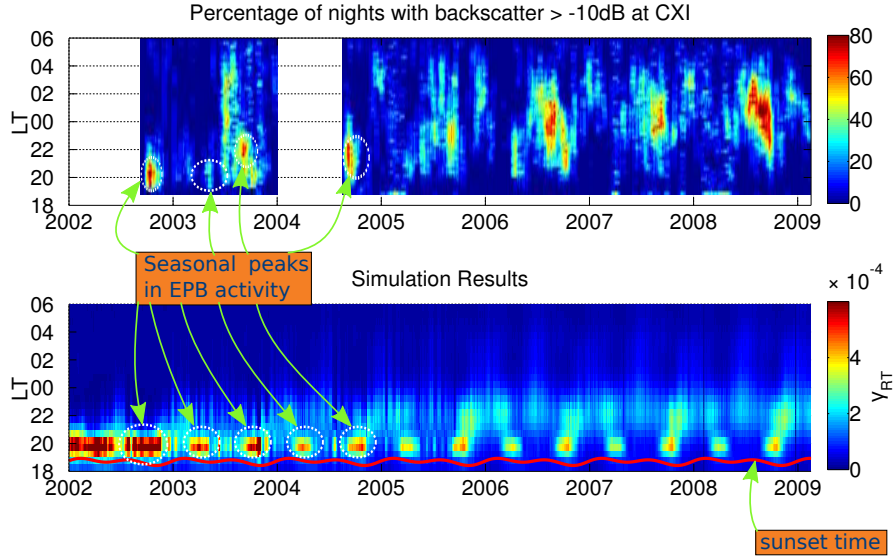 Percentage of nights with backscatter > -10dB at CXI
06
04
02
00
22
20
18
LT
2002 2003 2004 2005 2006 2007 2008 2009
80
60
40
20
0
Seasonal peaks
in EPB activity
Simulation Results
06
04
02
00
22
20
18
LT
2002 2003 2004 2005 2006 2007 2008 2009
× 10⁻⁴
4
2
0
γRT
sunset time